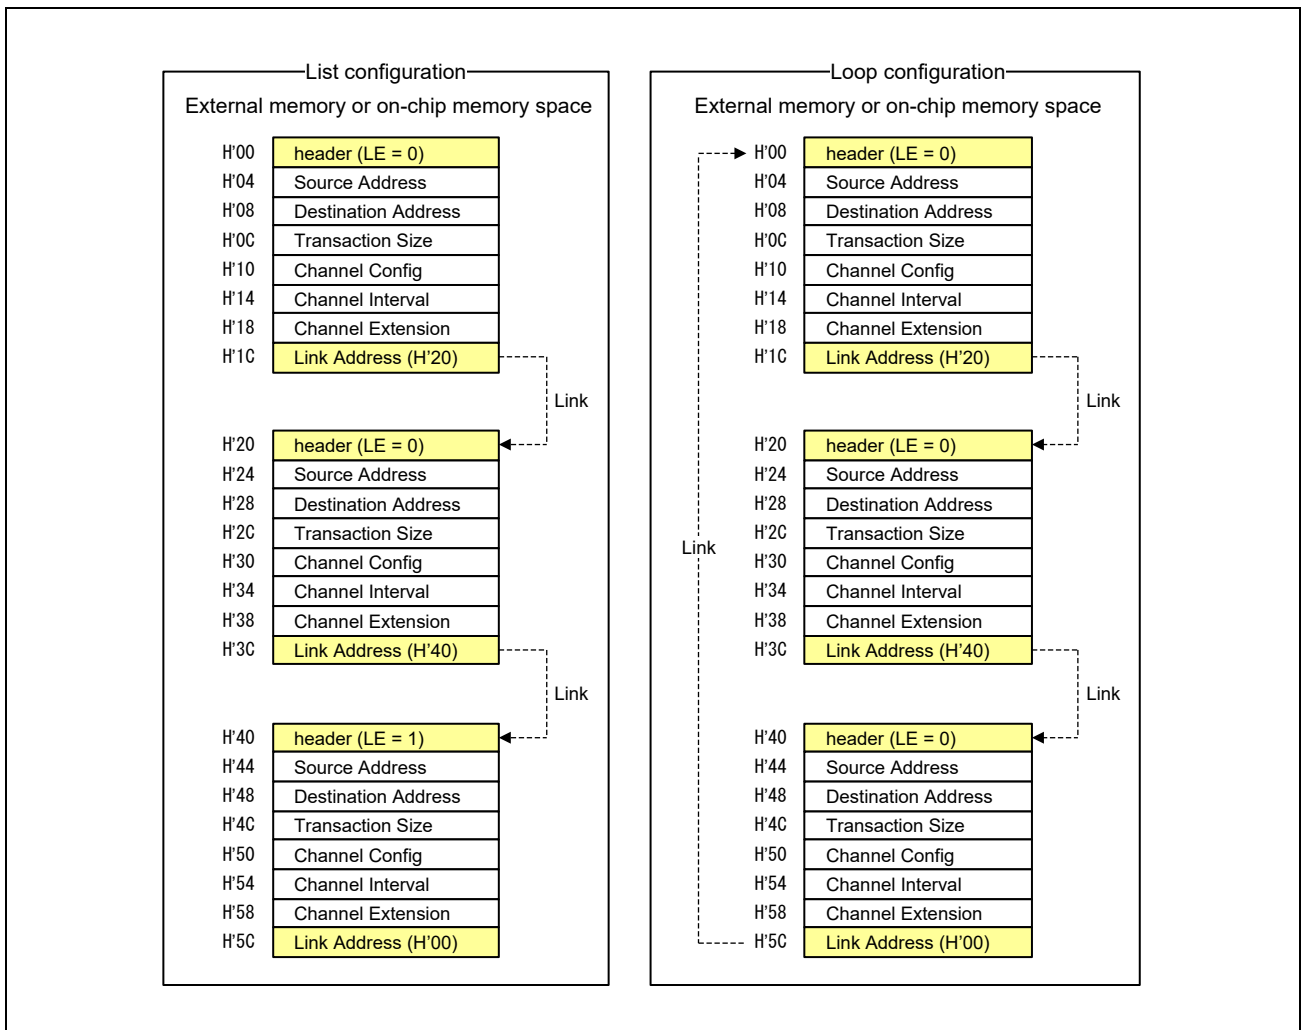 List configuration
External memory or on-chip memory space
H'00 header (LE = 0)
H'04 Source Address
H'08 Destination Address
H'0C Transaction Size
H'10 Channel Config
H'14 Channel Interval
H'18 Channel Extension
H'1C Link Address (H'20)
Link
H'20 header (LE = 0)
H'24 Source Address
H'28 Destination Address
H'2C Transaction Size
H'30 Channel Config
H'34 Channel Interval
H'38 Channel Extension
H'3C Link Address (H'40)
Link
H'40 header (LE = 1)
H'44 Source Address
H'48 Destination Address
H'4C Transaction Size
H'50 Channel Config
H'54 Channel Interval
H'58 Channel Extension
H'5C Link Address (H'00)
Loop configuration
External memory or on-chip memory space
H'00 header (LE = 0)
H'04 Source Address
H'08 Destination Address
H'0C Transaction Size
H'10 Channel Config
H'14 Channel Interval
H'18 Channel Extension
H'1C Link Address (H'20)
Link
H'20 header (LE = 0)
H'24 Source Address
H'28 Destination Address
H'2C Transaction Size
Link
H'30 Channel Config
H'34 Channel Interval
H'38 Channel Extension
H'3C Link Address (H'40)
Link
H'40 header (LE = 0)
H'44 Source Address
H'48 Destination Address
H'4C Transaction Size
H'50 Channel Config
H'54 Channel Interval
H'58 Channel Extension
H'5C Link Address (H'00)